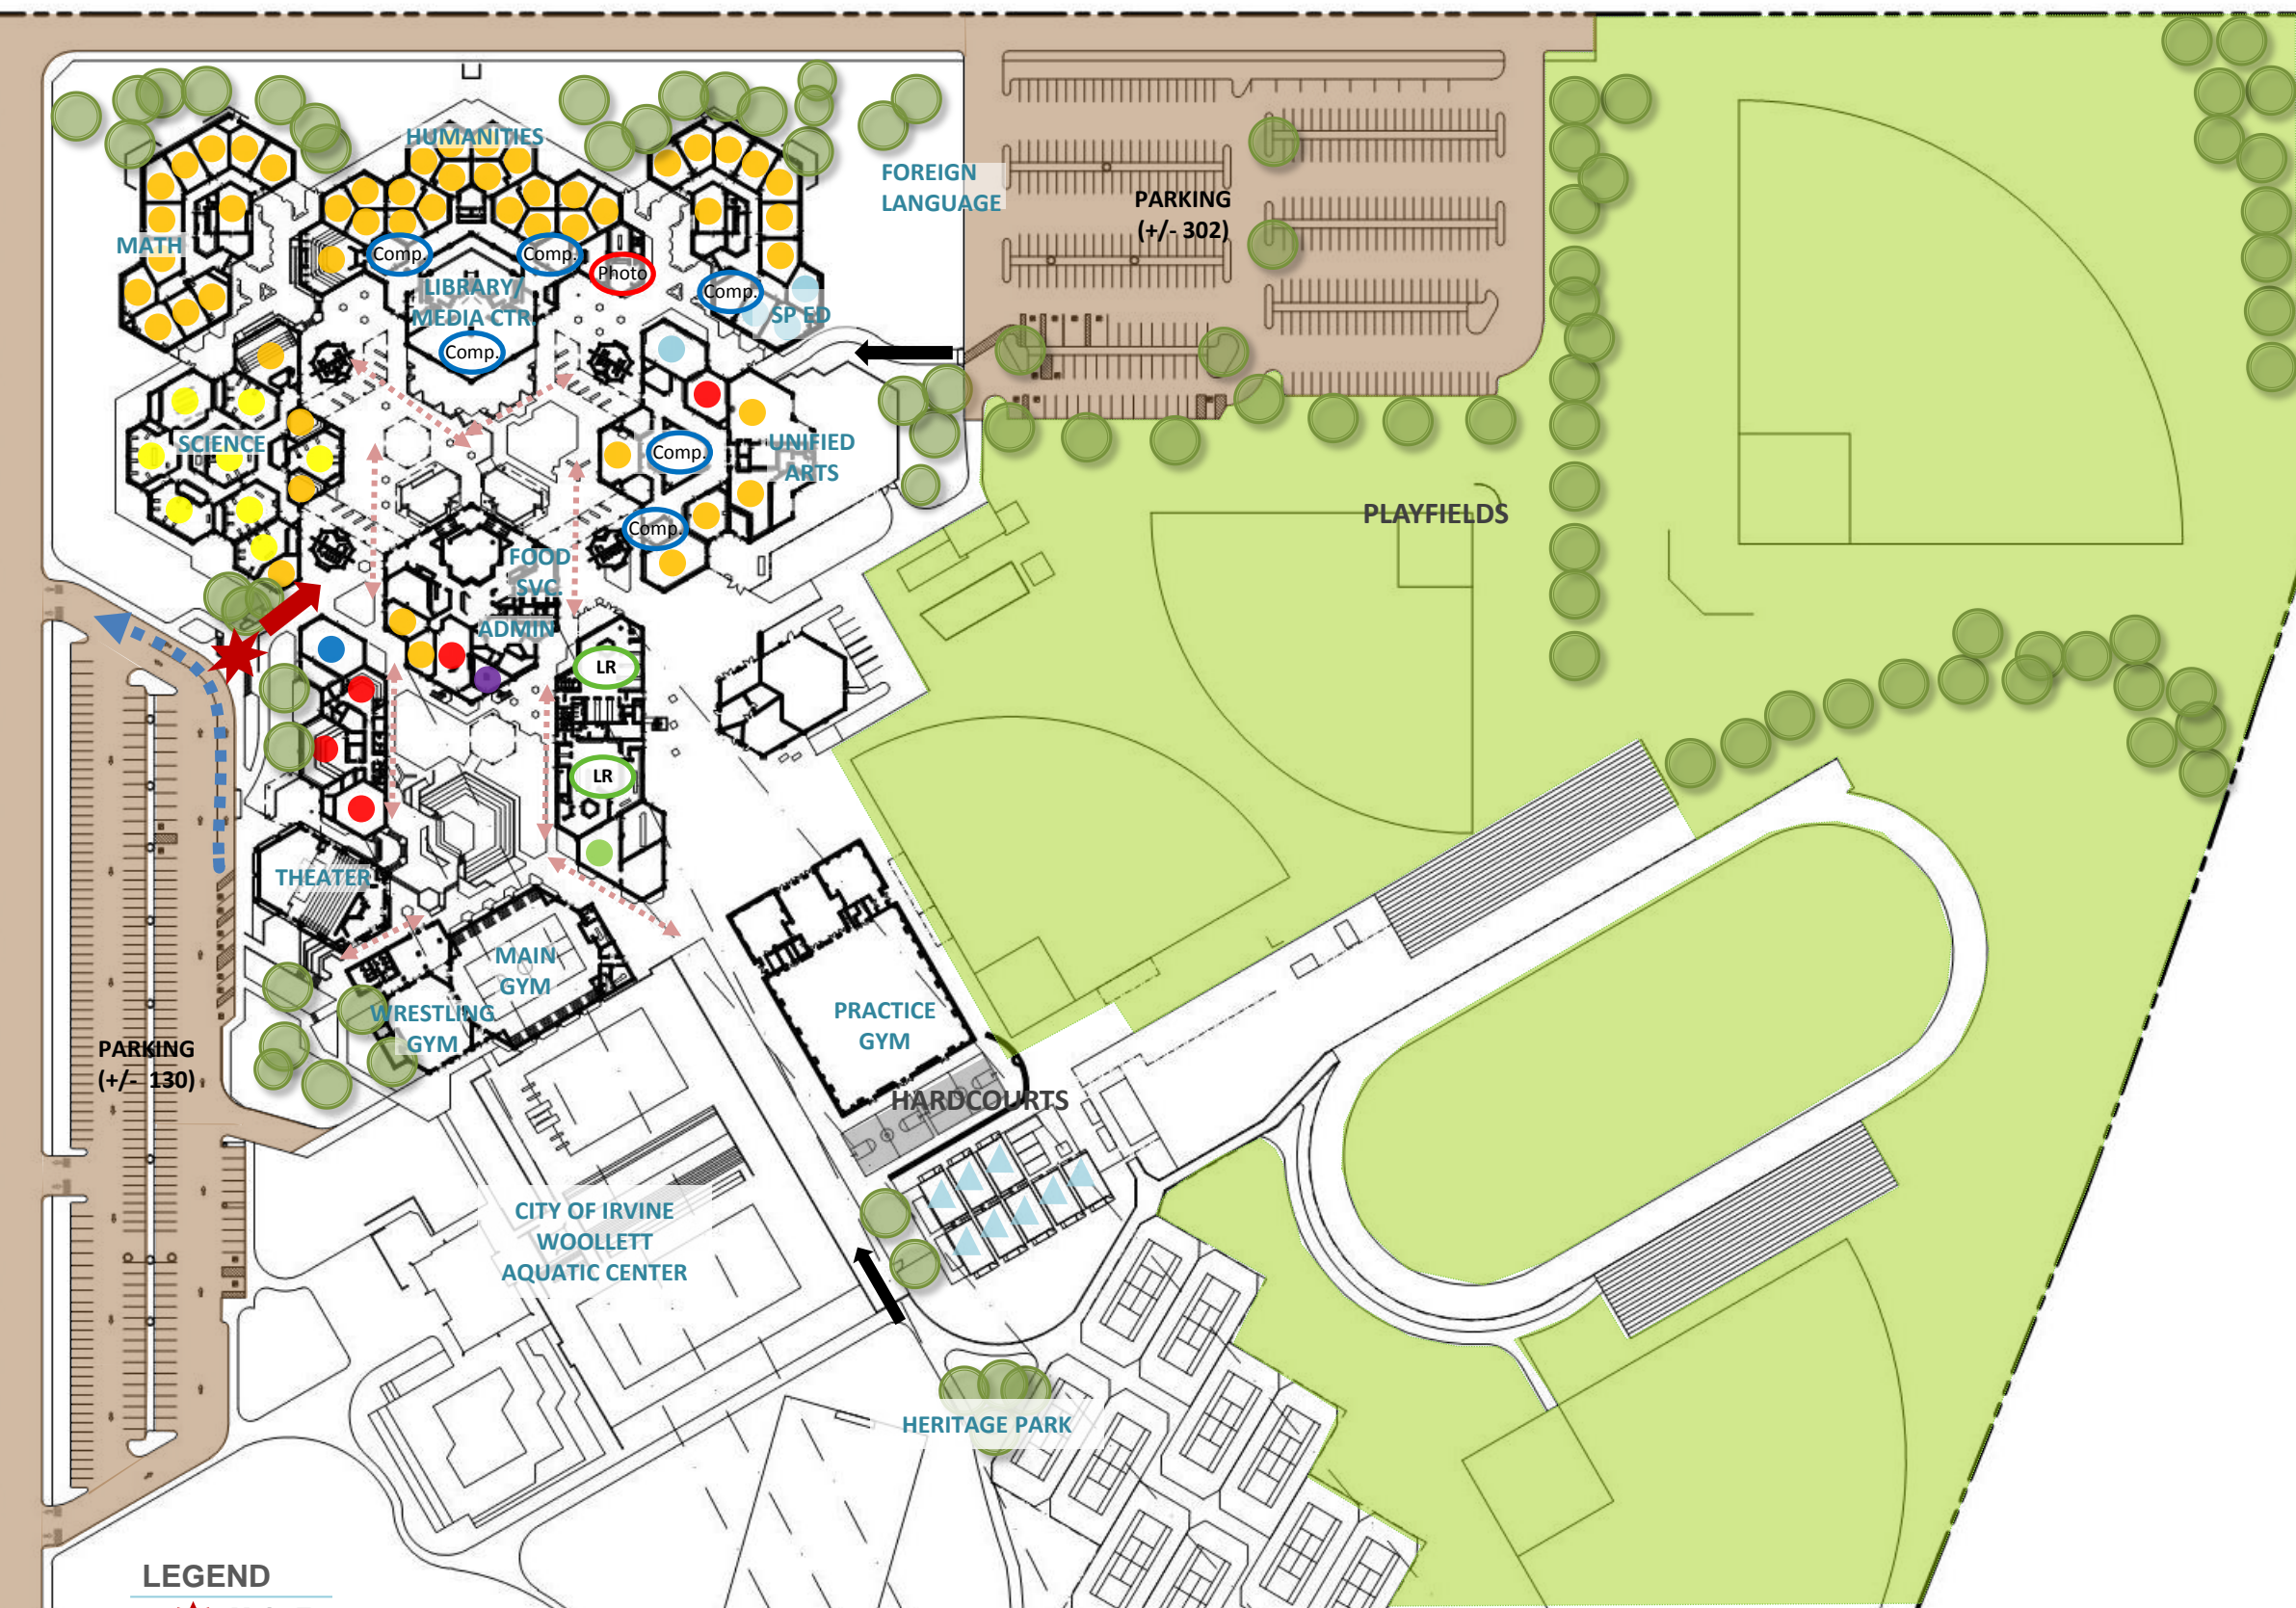 HUMANITIES
FOREIGN
LANGUAGE
PARKING
(+/- 302)
MATH
Comp.
Comp.
Photo
LIBRARY/
MEDIA CTR.
Comp.
Comp.
SP ED
SCIENCE
Comp.
UNIFIED
ARTS
PLAYFIELDS
Comp.
FOOD
SVC.
ADMIN
LR
LR
THEATER
MAIN
GYM
WRESTLING
GYM
PRACTICE
GYM
PARKING
(+/- 130)
HARDCOURTS
CITY OF IRVINE
WOOLLETT
AQUATIC CENTER
HERITAGE PARK
LEGEND